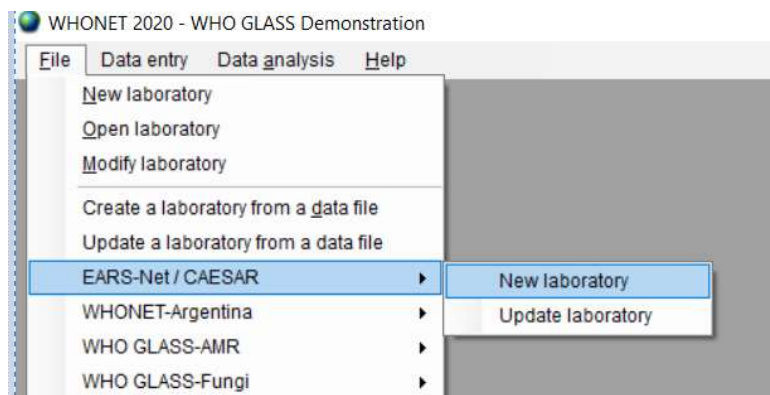 WHONET 2020 - WHO GLASS Demonstration
File Data entry Data analysis Help
New laboratory
Open laboratory
Modify laboratory
Create a laboratory from a data file
Update a laboratory from a data file
EARS-Net / CAESAR
New laboratory
WHONET-Argentina
Update laboratory
WHO GLASS-AMR
WHO GLASS-Fungi